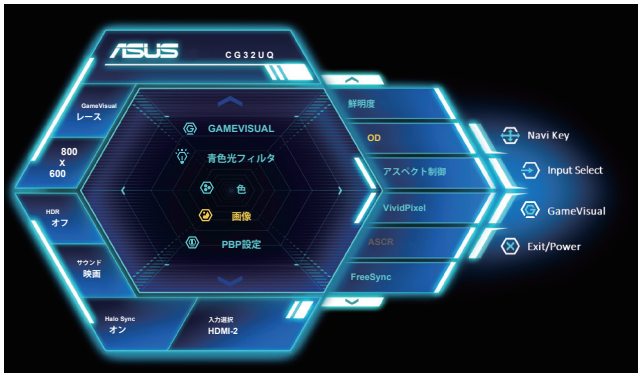 ASUS
CG32UQ
GameVisual
レース
800
X
600
HDR
オフ
サウンド
映画
Halo Sync
オン
入力選択
HDMI-2
GAMEVISUAL
青色光フィルタ
色
画像
PBP設定
鮮明度
OD
アスペクト制御
VividPixel
ASCR
FreeSync
Navi Key
Input Select
GameVisual
Exit/Power